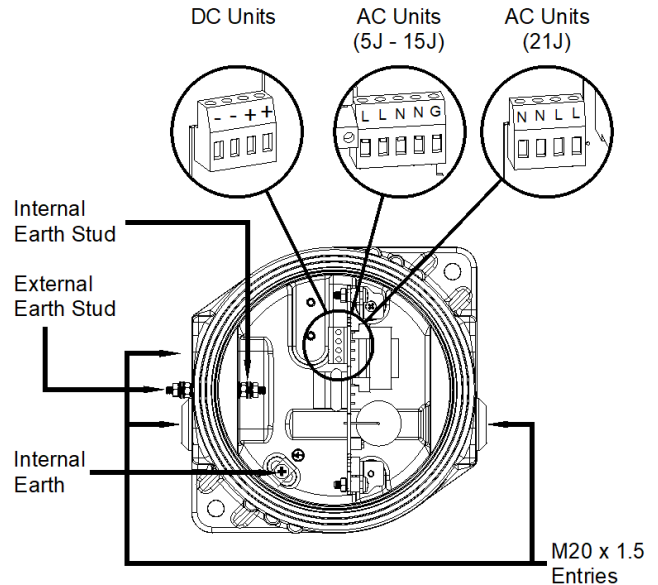 DC Units
AC Units
(5J - 15J)
AC Units
(21J)
- - + +
L L N N G
N N L L
Internal
Earth Stud
External
Earth Stud
Internal
Earth
M20 x 1.5
Entries